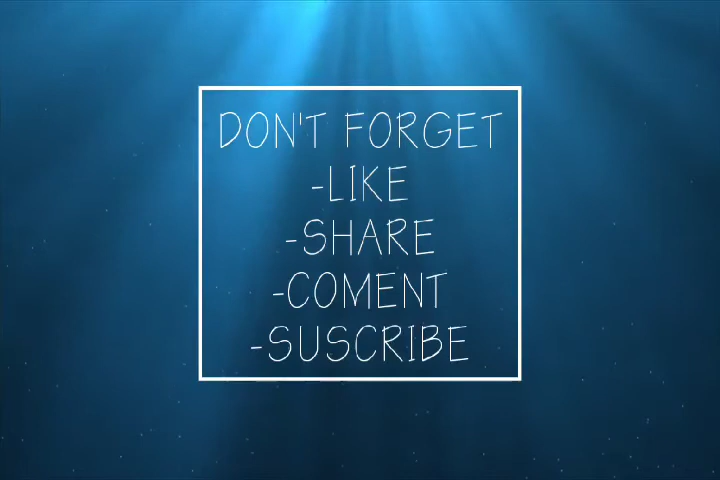 DON'T FORGET
-LIKE
-SHARE
-COMENT
-SUSCRIBE